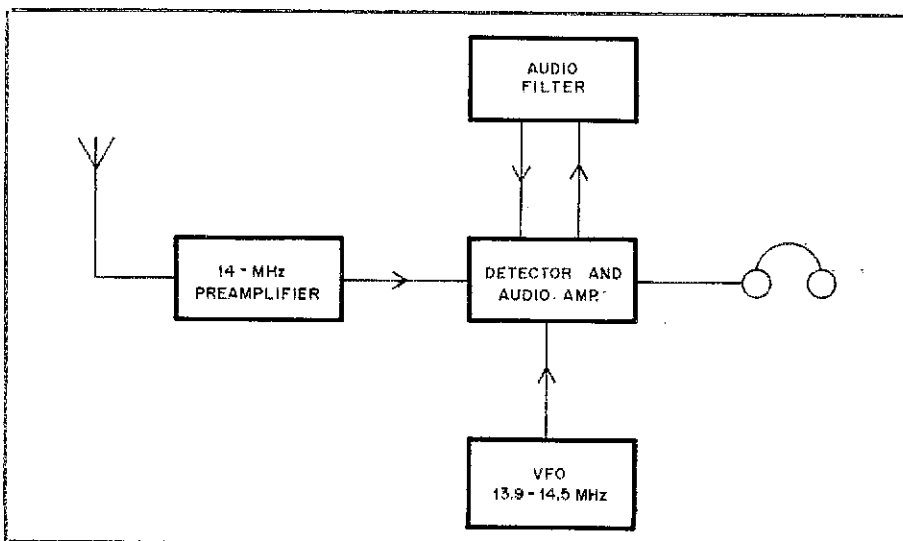 AUDIO
FILTER
14-MHz
PREAMPLIFIER
DETECTOR AND
AUDIO AMP.
VFO
13.9-14.5 MHz